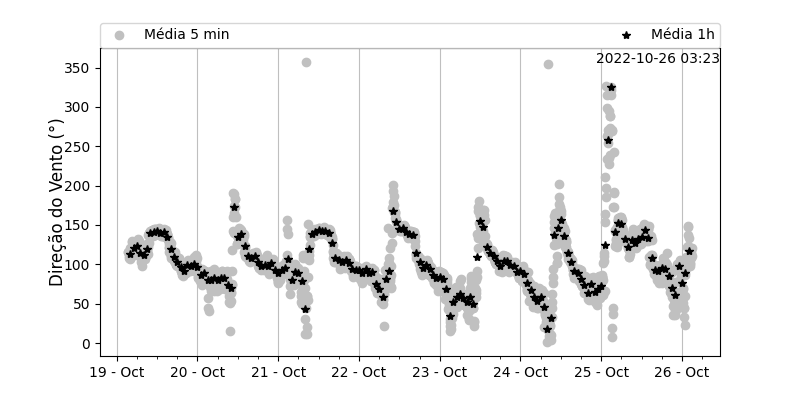 Média 5 min
Média 1h
2022-10-26 03:23
Direção do Vento (°)
350
300
250
200
150
100
50
0
19 - Oct
20 - Oct
21 - Oct
22 - Oct
23 - Oct
24 - Oct
25 - Oct
26 - Oct